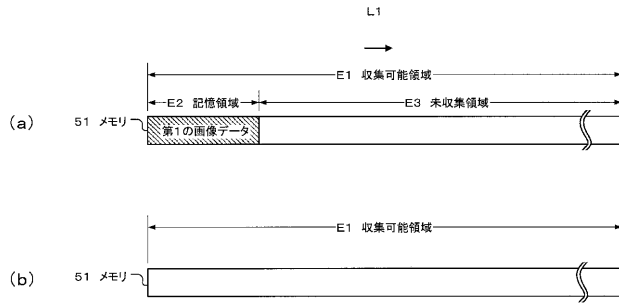 L1
E1 収集可能領域
E2 記憶領域
E3 未収集領域
(a)
51 メモリ
第1の画像データ
E1 収集可能領域
(b)
51 メモリ